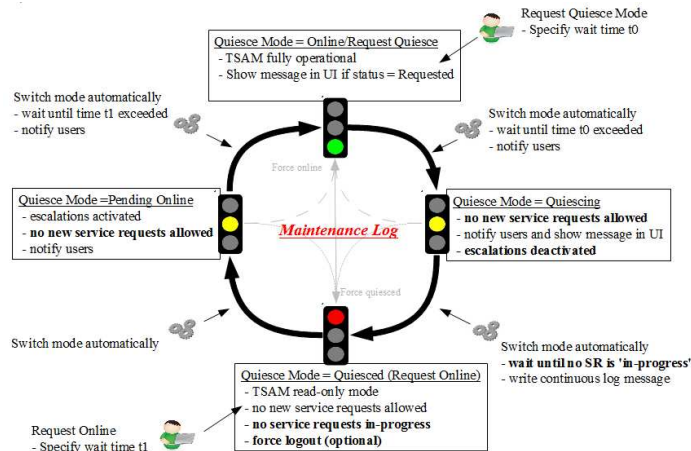 Request Quiesce Mode
- Specify wait time t0
Quiesce Mode = Online/Request Quiesce
- TSAM fully operational
- Show message in UI if status = Requested
Switch mode automatically
- wait until time t1 exceeded
- notify users
Switch mode automatically
- wait until time t0 exceeded
- notify users
Force online
Quiesce Mode =Pending Online
- escalations activated
- no new service requests allowed
- notify users
Maintenance Log
Quiesce Mode = Quiescing
- no new service requests allowed
- notify users and show message in UI
- escalations deactivated
Force quiesced
Switch mode automatically
Switch mode automatically
- wait until no SR is 'in-progress'
- write continuous log message
Quiesce Mode = Quiesced (Request Online)
- TSAM read-only mode
- no new service requests allowed
- no service requests in-progress
- force logout (optional)
Request Online
- Specify wait time t1